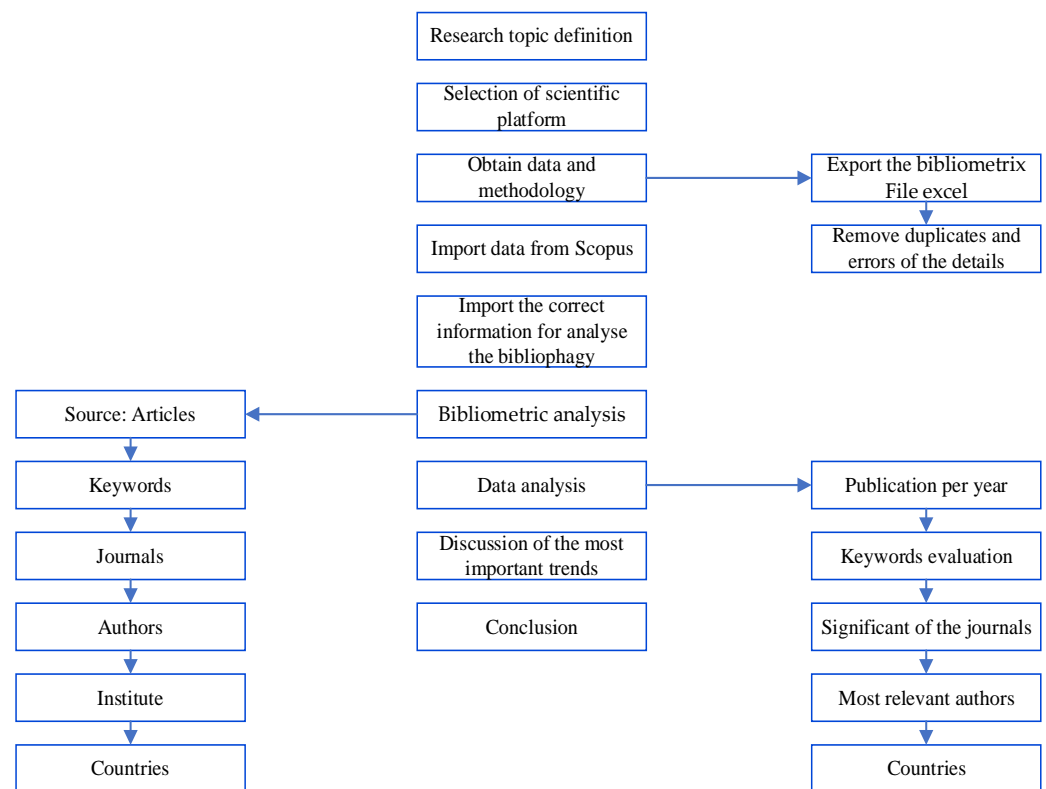 Research topic definition
Selection of scientific
platform
Obtain data and
methodology
Export the bibliometrix
File excel
Import data from Scopus
Remove duplicates and
errors of the details
Import the correct
information for analyse
the bibliophagy
Source: Articles
Bibliometric analysis
Keywords
Data analysis
Publication per year
Journals
Discussion of the most
important trends
Keywords evaluation
Authors
Conclusion
Significant of the journals
Institute
Most relevant authors
Countries
Countries